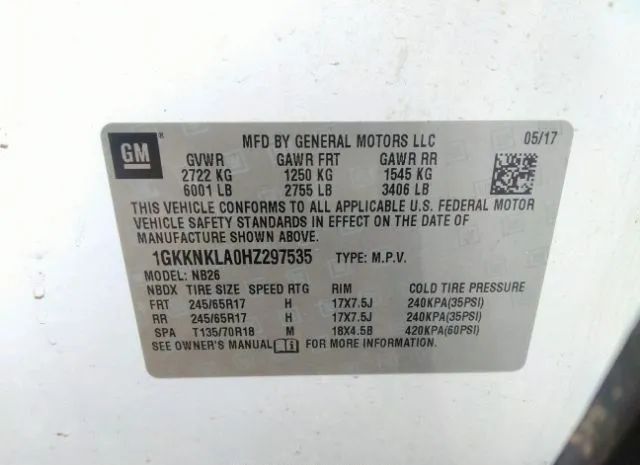 GM ® MFD BY GENERAL MOTORS LLC 05/17
GVWR GAWR FRT GAWR RR
2722 KG 1250 KG 1545 KG
6001 LB 2755 LB 3406 LB
THIS VEHICLE CONFORMS TO ALL APPLICABLE U.S. FEDERAL MOTOR
VEHICLE SAFETY STANDARDS IN EFFECT ON THE DATE OF
MANUFACTURE SHOWN ABOVE.
1GKKNKLA0HZ297535 TYPE: M.P.V.
MODEL: NB26
NBDX TIRE SIZE SPEED RTG RIM COLD TIRE PRESSURE
FRT 245/65R17 H 17X7.5J 240KPA(35PSI)
RR 245/65R17 H 17X7.5J 240KPA(35PSI)
SPA T135/70R18 M 18X4.5B 420KPA(60PSI)
SEE OWNER'S MANUAL i FOR MORE INFORMATION.